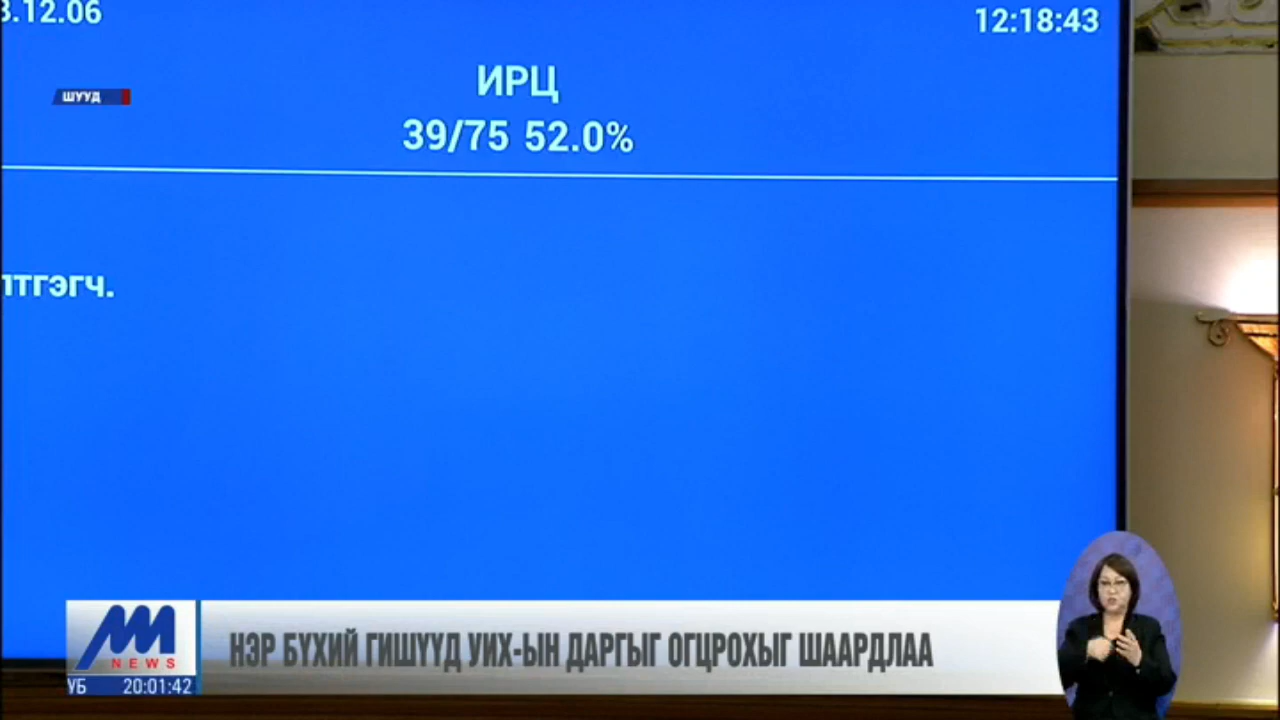 3.12.06
12:18:43
ИРЦ
ШУУД
39/75 52.0%
лтгэгч.
NEWS
НЭР БҮХИЙ ГИШҮҮД УИХ-ЫН ДАРГЫГ ОГЦРОХЫГ ШААРДЛАА
УБ 20:01:42